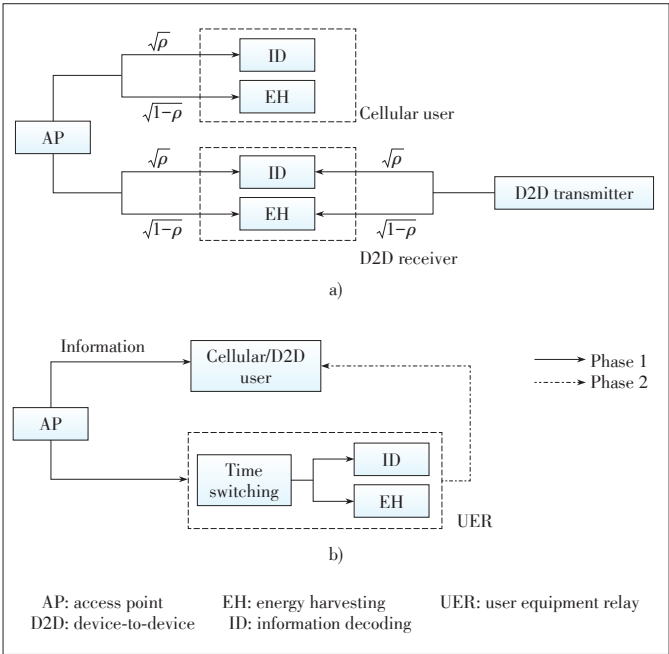 √ρ
ID
EH
√1−ρ
Cellular user
AP
√ρ
√ρ
ID
D2D transmitter
EH
√1−ρ
√1−ρ
D2D receiver
a)
Information
Cellular/D2D
user
Phase 1
Phase 2
AP
Time
switching
ID
EH
UER
b)
AP: access point EH: energy harvesting UER: user equipment relay
D2D: device-to-device ID: information decoding